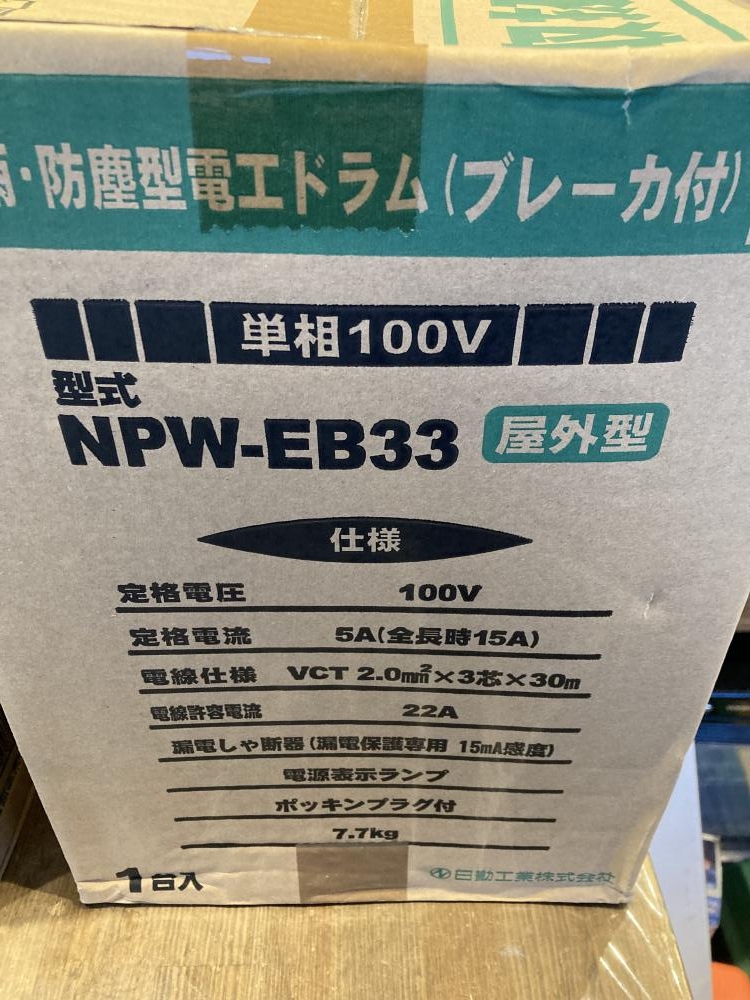 ・防塵型電工ドラム(ブレーカ付)
単相100V
型式
NPW-EB33 屋外型
仕様
定格電圧 100V
定格電流 5A(全長時15A)
電線仕様 VCT 2.0mm²×3芯×30m
電線許容電流 22A
漏電しゃ断器(漏電保護専用 15mA感度)
電源表示ランプ
ポッキンプラグ付
7.7kg
1台入
日動工業株式会社